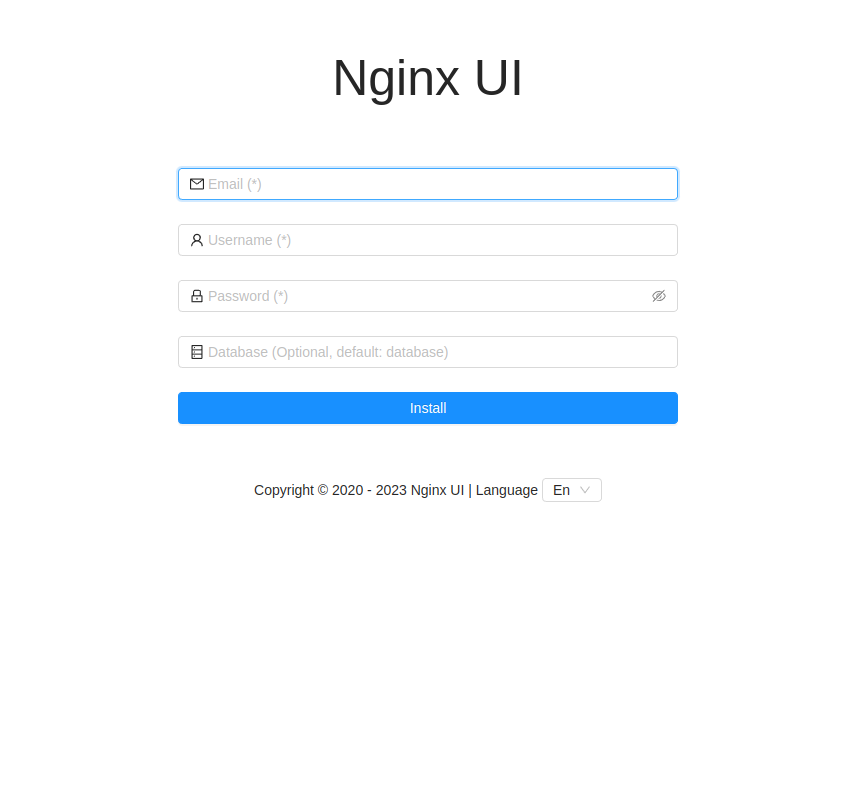 Nginx UI
Email (*)
Username (*)
Password (*)
Database (Optional, default: database)
Install
Copyright © 2020 - 2023 Nginx UI | Language En